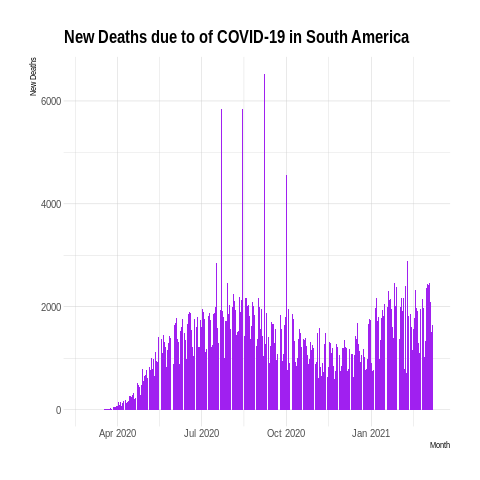 New Deaths due to of COVID-19 in South America
New Deaths
6000
4000
2000
0
Apr 2020
Jul 2020
Oct 2020
Jan 2021
Month